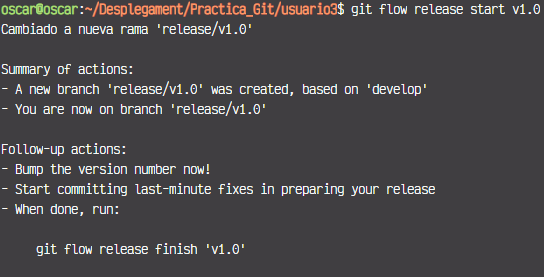 oscar@oscar:~/Desplegament/Practica_Git/usuario3$ git flow release start v1.0
Cambiado a nueva rama 'release/v1.0'
Summary of actions:
- A new branch 'release/v1.0' was created, based on 'develop'
- You are now on branch 'release/v1.0'
Follow-up actions:
- Bump the version number now!
- Start committing last-minute fixes in preparing your release
- When done, run:
git flow release finish 'v1.0'